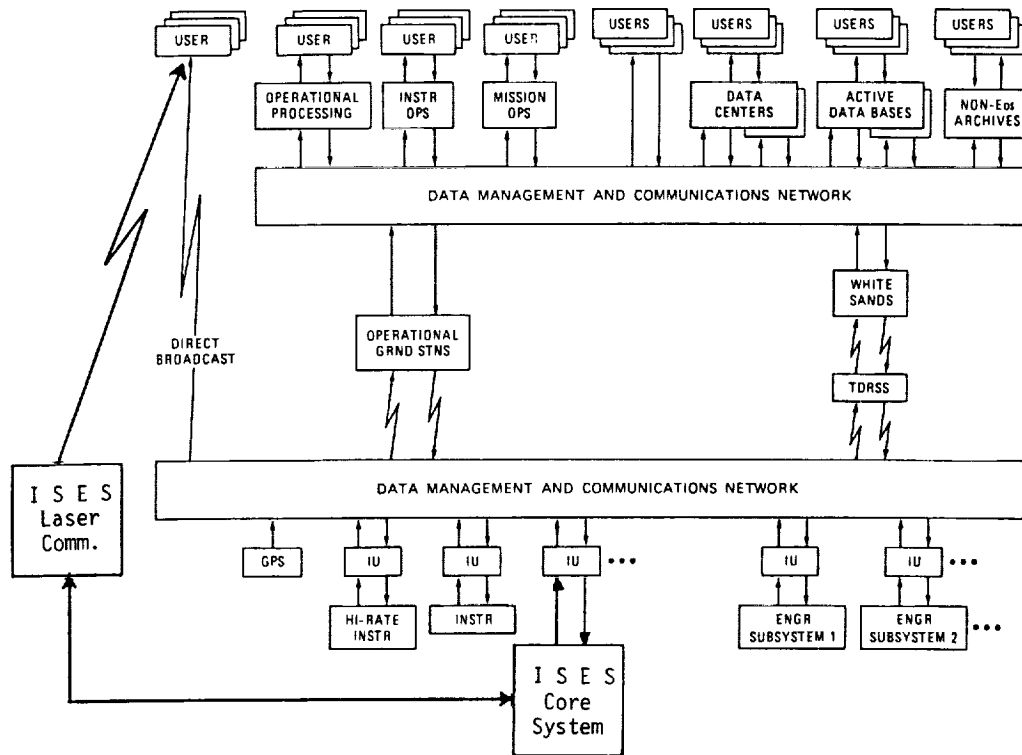 USER
USER
USER
USER
USERS
USERS
USERS
USERS
OPERATIONAL
PROCESSING
INSTR
OPS
MISSION
OPS
DATA
CENTERS
ACTIVE
DATA BASES
NON-Eos
ARCHIVES
DATA MANAGEMENT AND COMMUNICATIONS NETWORK
WHITE
SANDS
OPERATIONAL
GRND STNS
DIRECT
BROADCAST
TDRSS
I S E S
Laser
Comm.
DATA MANAGEMENT AND COMMUNICATIONS NETWORK
GPS
IU
IU
IU
•••
IU
IU
•••
HI-RATE
INSTR
INSTR
ENGR
SUBSYSTEM 1
ENGR
SUBSYSTEM 2
•••
I S E S
Core
System